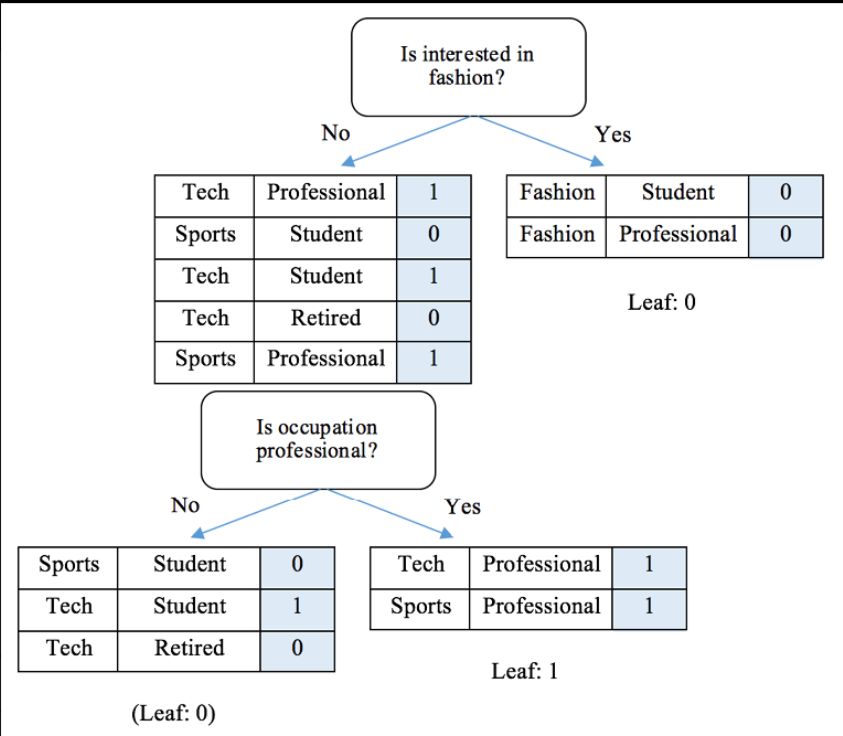 Is interested in
fashion?
No
Yes
Tech Professional 1
Sports Student 0
Tech Student 1
Tech Retired 0
Sports Professional 1
Fashion Student 0
Fashion Professional 0
Leaf: 0
Is occupation
professional?
No
Yes
Sports Student 0
Tech Student 1
Tech Retired 0
(Leaf: 0)
Tech Professional 1
Sports Professional 1
Leaf: 1